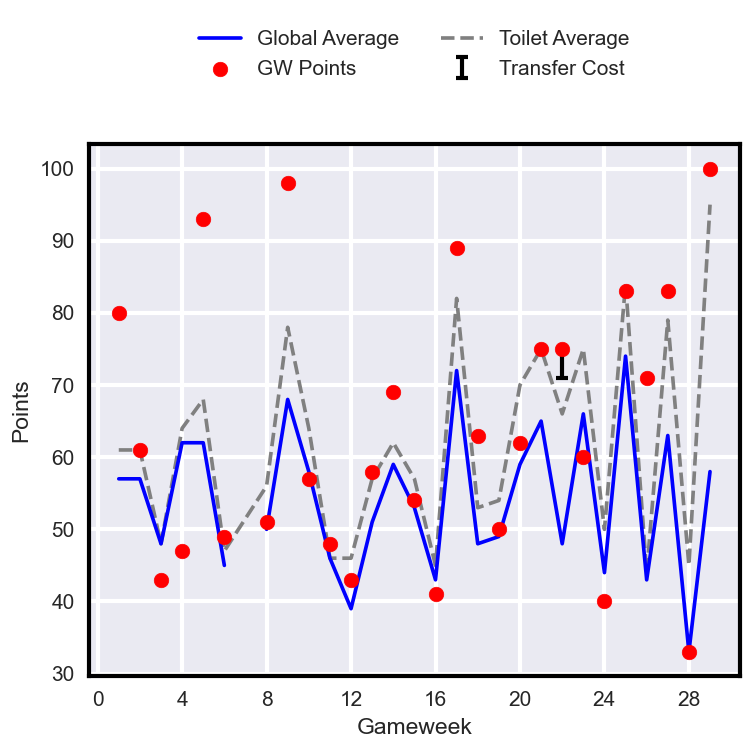 Global Average
Toilet Average
GW Points
Transfer Cost
100
90
80
70
60
50
40
30
Points
0 4 8 12 16 20 24 28
Gameweek